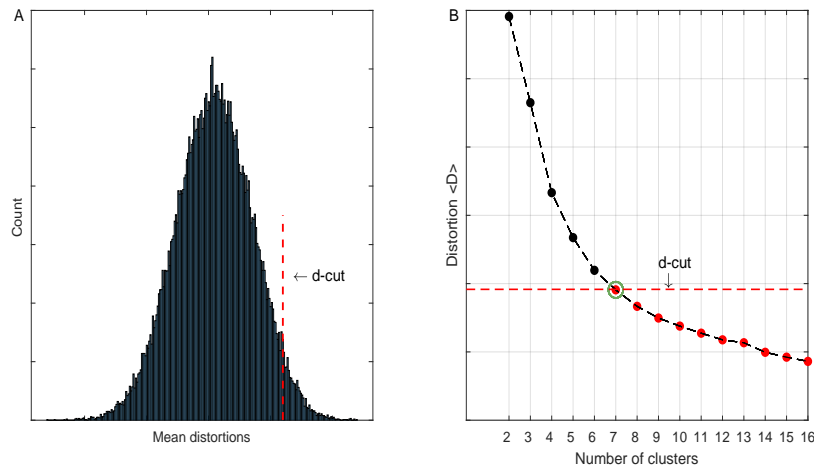 A
Count
← d-cut
Mean distortions
B
Distortion <D>
d-cut
↓
2 3 4 5 6 7 8 9 10 11 12 13 14 15 16
Number of clusters